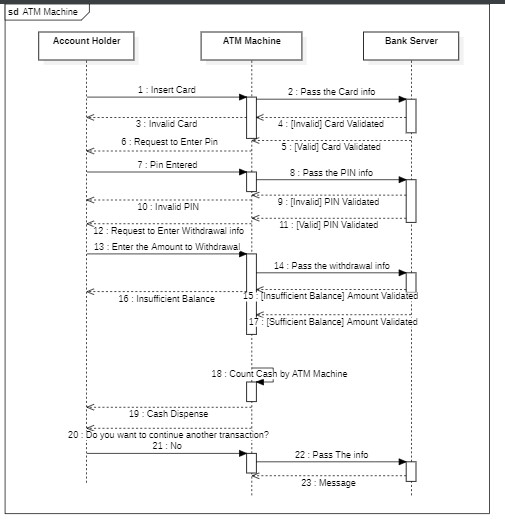 sd ATM Machine
Account Holder
ATM Machine
Bank Server
1 : Insert Card
2 : Pass the Card info
3 : Invalid Card
4 : [Invalid] Card Validated
5 : [Valid] Card Validated
6 : Request to Enter Pin
7 : Pin Entered
8 : Pass the PIN info
9 : [Invalid] PIN Validated
10 : Invalid PIN
11 : [Valid] PIN Validated
12 : Request to Enter Withdrawal info
13 : Enter the Amount to Withdrawal
14 : Pass the withdrawal info
15 : [Insufficient Balance] Amount Validated
16 : Insufficient Balance
17 : [Sufficient Balance] Amount Validated
18 : Count Cash by ATM Machine
19 : Cash Dispense
20 : Do you want to continue another transaction?
21 : No
22 : Pass The info
23 : Message